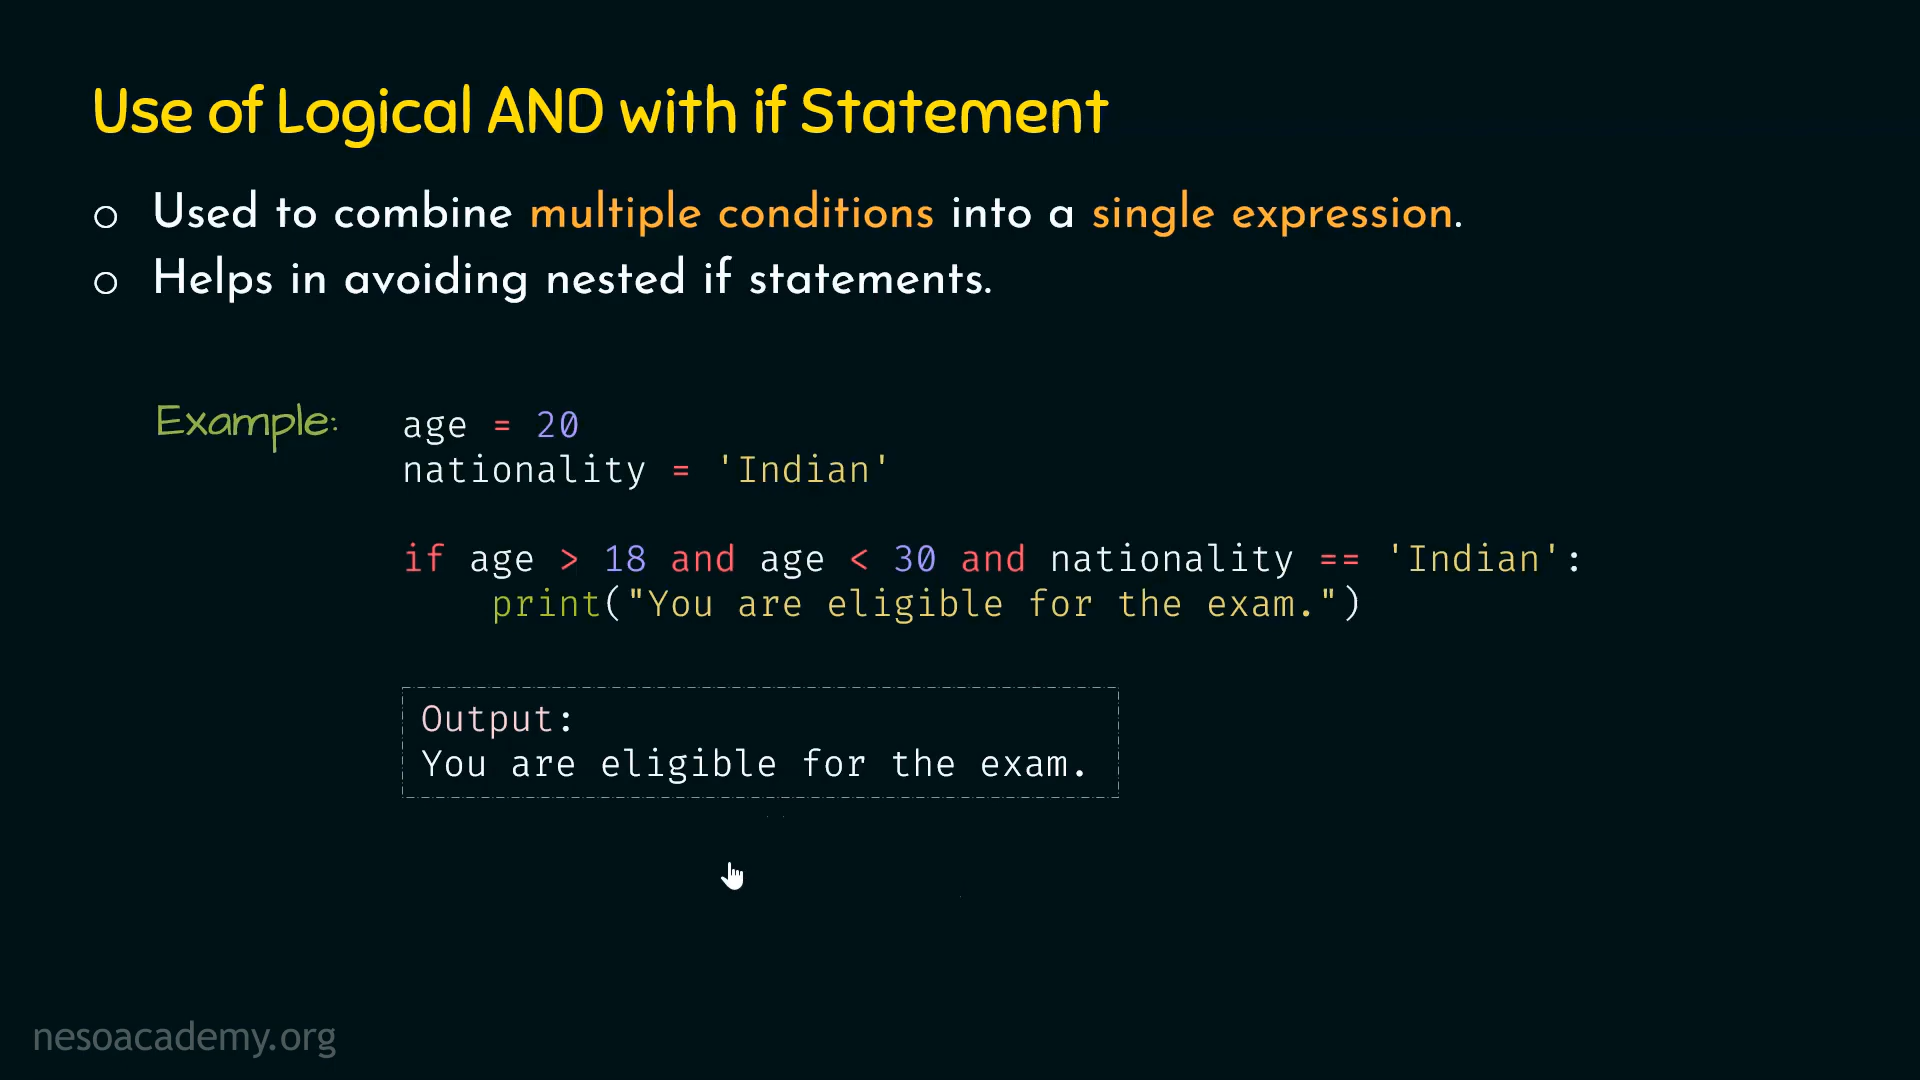 Use of Logical AND with if Statement
Used to combine multiple conditions into a single expression.
Helps in avoiding nested if statements.
Example:
age = 20
nationality = 'Indian'
if age > 18 and age < 30 and nationality == 'Indian':
    print("You are eligible for the exam.")
Output:
You are eligible for the exam.
nesoacademy.org